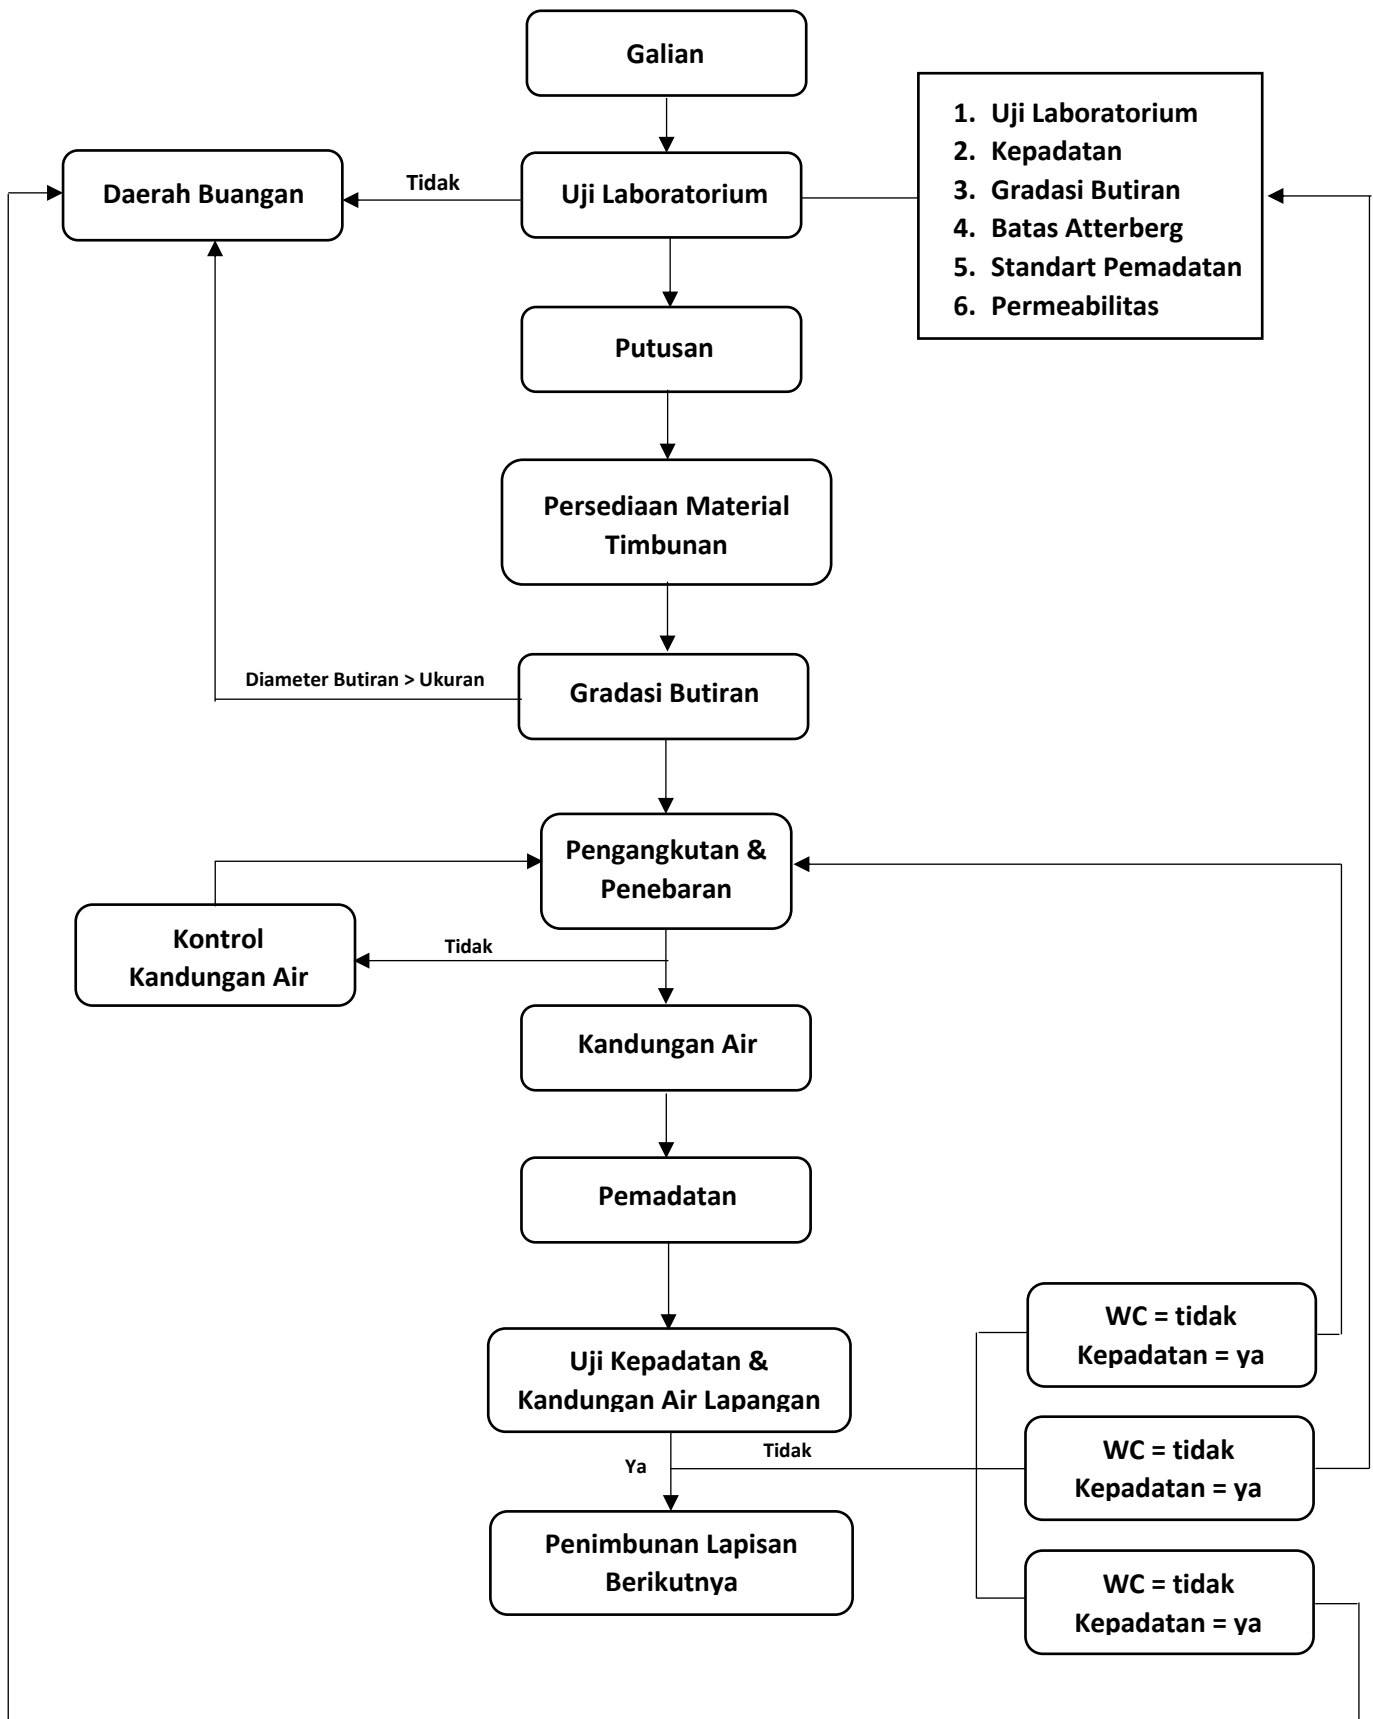 Galian
1. Uji Laboratorium
2. Kepadatan
3. Gradasi Butiran
4. Batas Atterberg
5. Standart Pemadatan
6. Permeabilitas
Daerah Buangan
Tidak
Uji Laboratorium
Putusan
Persediaan Material
Timbunan
Diameter Butiran > Ukuran
Gradasi Butiran
Pengangkutan &
Penebaran
Kontrol
Kandungan Air
Tidak
Kandungan Air
Pemadatan
Uji Kepadatan &
Kandungan Air Lapangan
WC = tidak
Kepadatan = ya
Ya
Tidak
WC = tidak
Kepadatan = ya
Penimbunan Lapisan
Berikutnya
WC = tidak
Kepadatan = ya